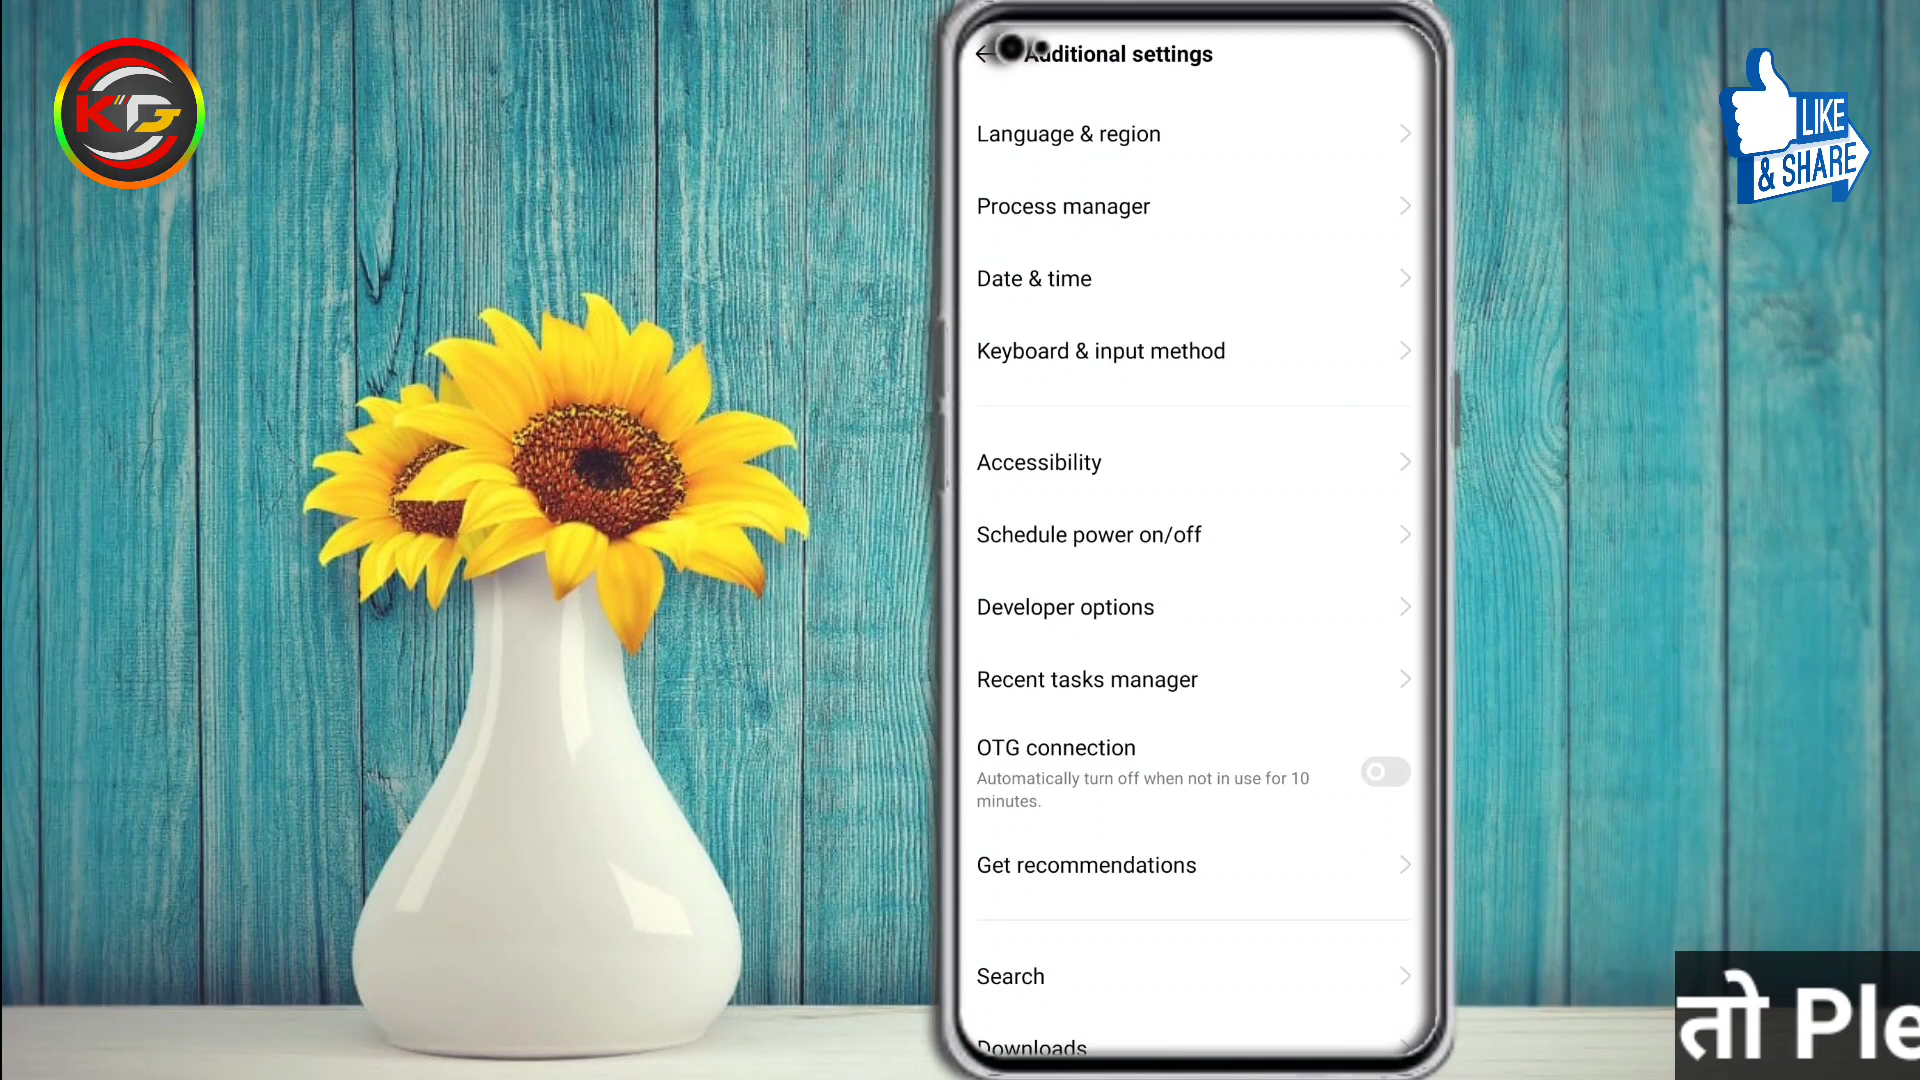 KTG
LIKE
& SHARE
Additional settings
Language & region
Process manager
Date & time
Keyboard & input method
Accessibility
Schedule power on/off
Developer options
Recent tasks manager
OTG connection
Automatically turn off when not in use for 10
minutes.
Get recommendations
Search
Downloads
तो Ple